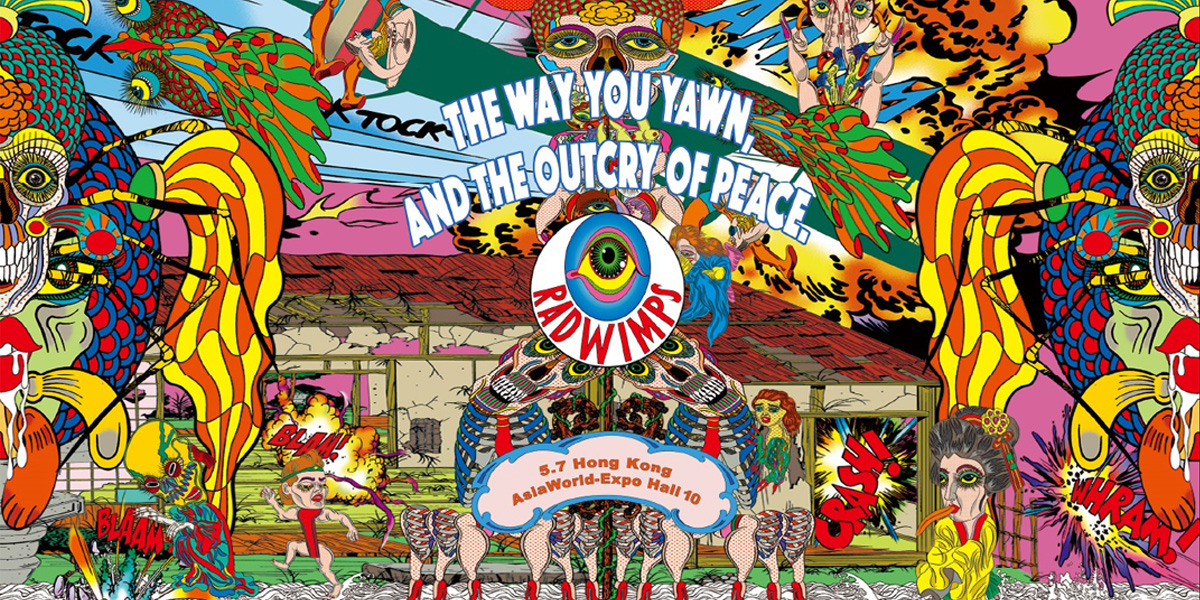 TOCK
K TOCK
THE WAY YOU YAWN,
AND THE OUTCRY OF PEACE.
RADWIMPS
5.7 Hong Kong
AsiaWorld-Expo Hall 10
BLAM!
CRASH!
BLAAM
WHRAM,